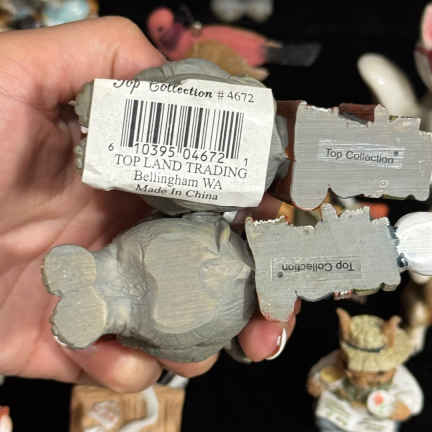 Top Collection # 4672
6 10395 04672 1
TOP LAND TRADING
Bellingham WA
Made In China
Top Collection ®
Top Collection ®